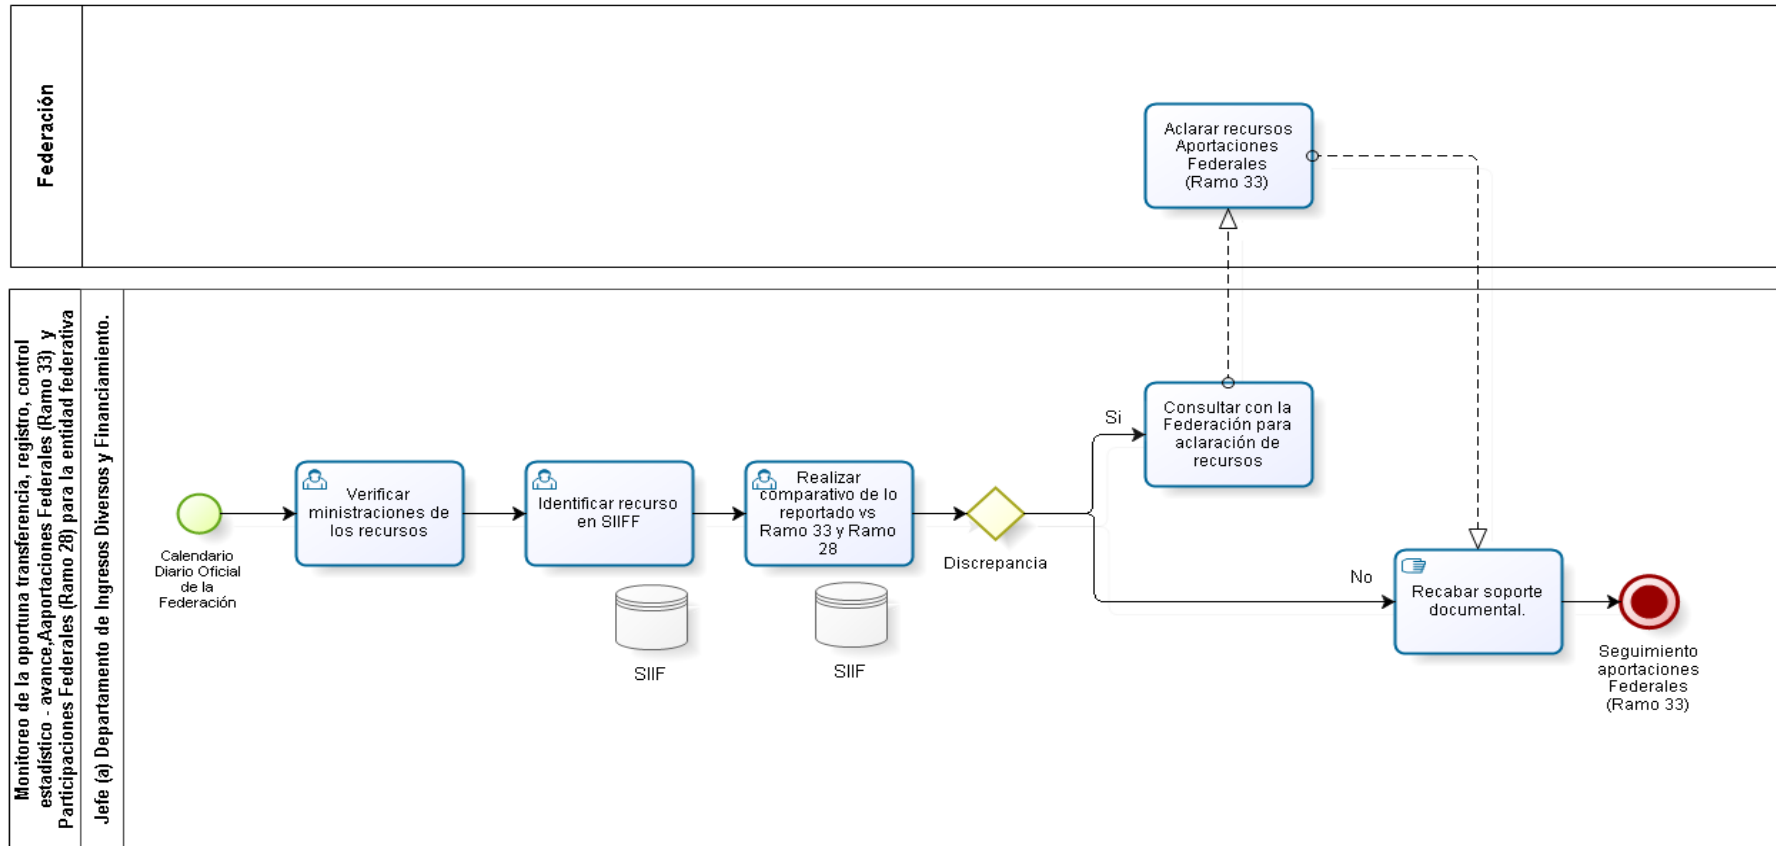 Federación
Aclarar recursos
Aportaciones
Federales
(Ramo 33)
Monitoreo de la oportuna transferencia, registro, control
estadístico - avance,Aaportaciones Federales (Ramo 33) y
Participaciones Federales (Ramo 28) para la entidad federativa
Jefe (a) Departamento de Ingresos Diversos y Financiamiento.
Calendario
Diario Oficial
de la
Federación
Verificar
ministraciones de
los recursos
Identificar recurso
en SIIFF
SIIF
Realizar
comparativo de lo
reportado vs
Ramo 33 y Ramo
28
SIIF
Discrepancia
Si
Consultar con la
Federación para
aclaración de
recursos
No
Recabar soporte
documental.
Seguimiento
aportaciones
Federales
(Ramo 33)